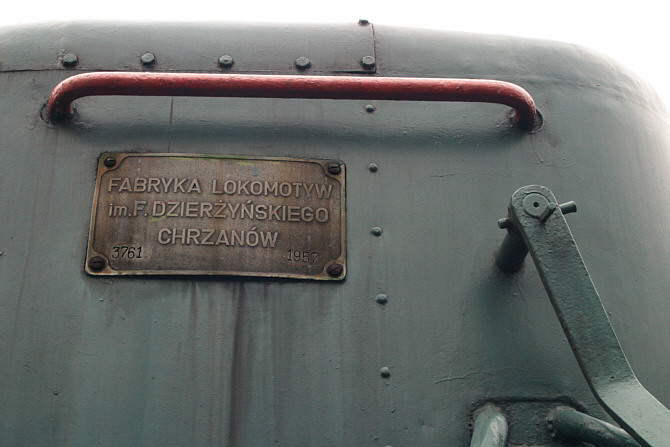 FABRYKA LOKOMOTYW
im. F. DZIERŻYŃSKIEGO
CHRZANÓW
3761 1957